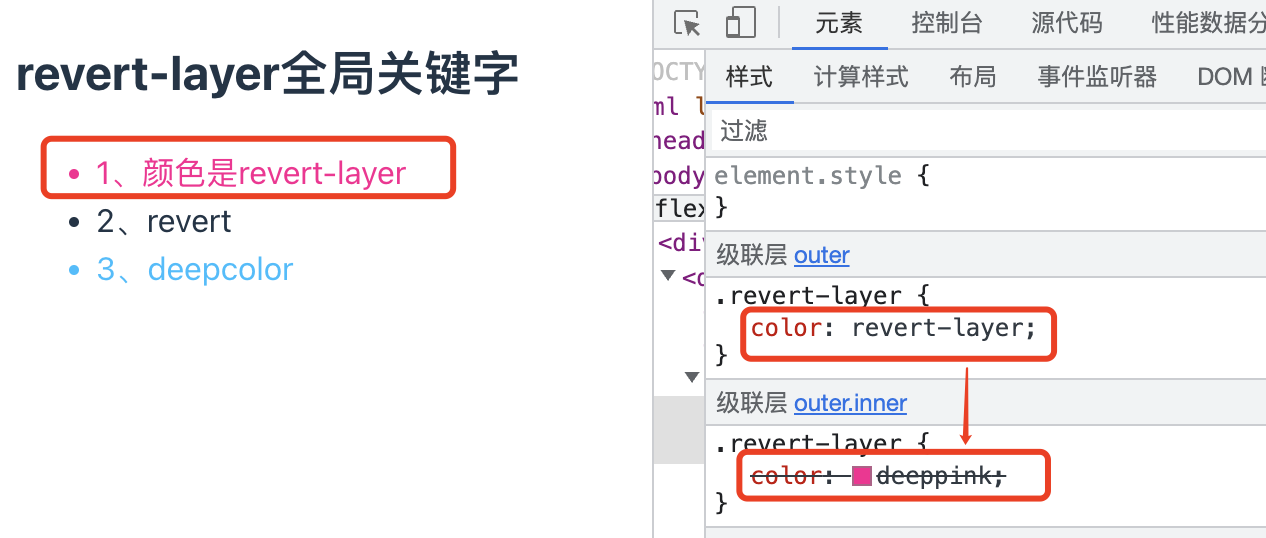 revert-layer全局关键字
1、颜色是revert-layer
2、revert
3、deepcolor
元素 控制台 源代码 性能数据分
样式 计算样式 布局 事件监听器 DOM
过滤
element.style {
}
级联层 outer
.revert-layer {
color: revert-layer;
}
级联层 outer.inner
.revert-layer {
color: deeppink;
}
OCTY
ml
head
body
flex
<div